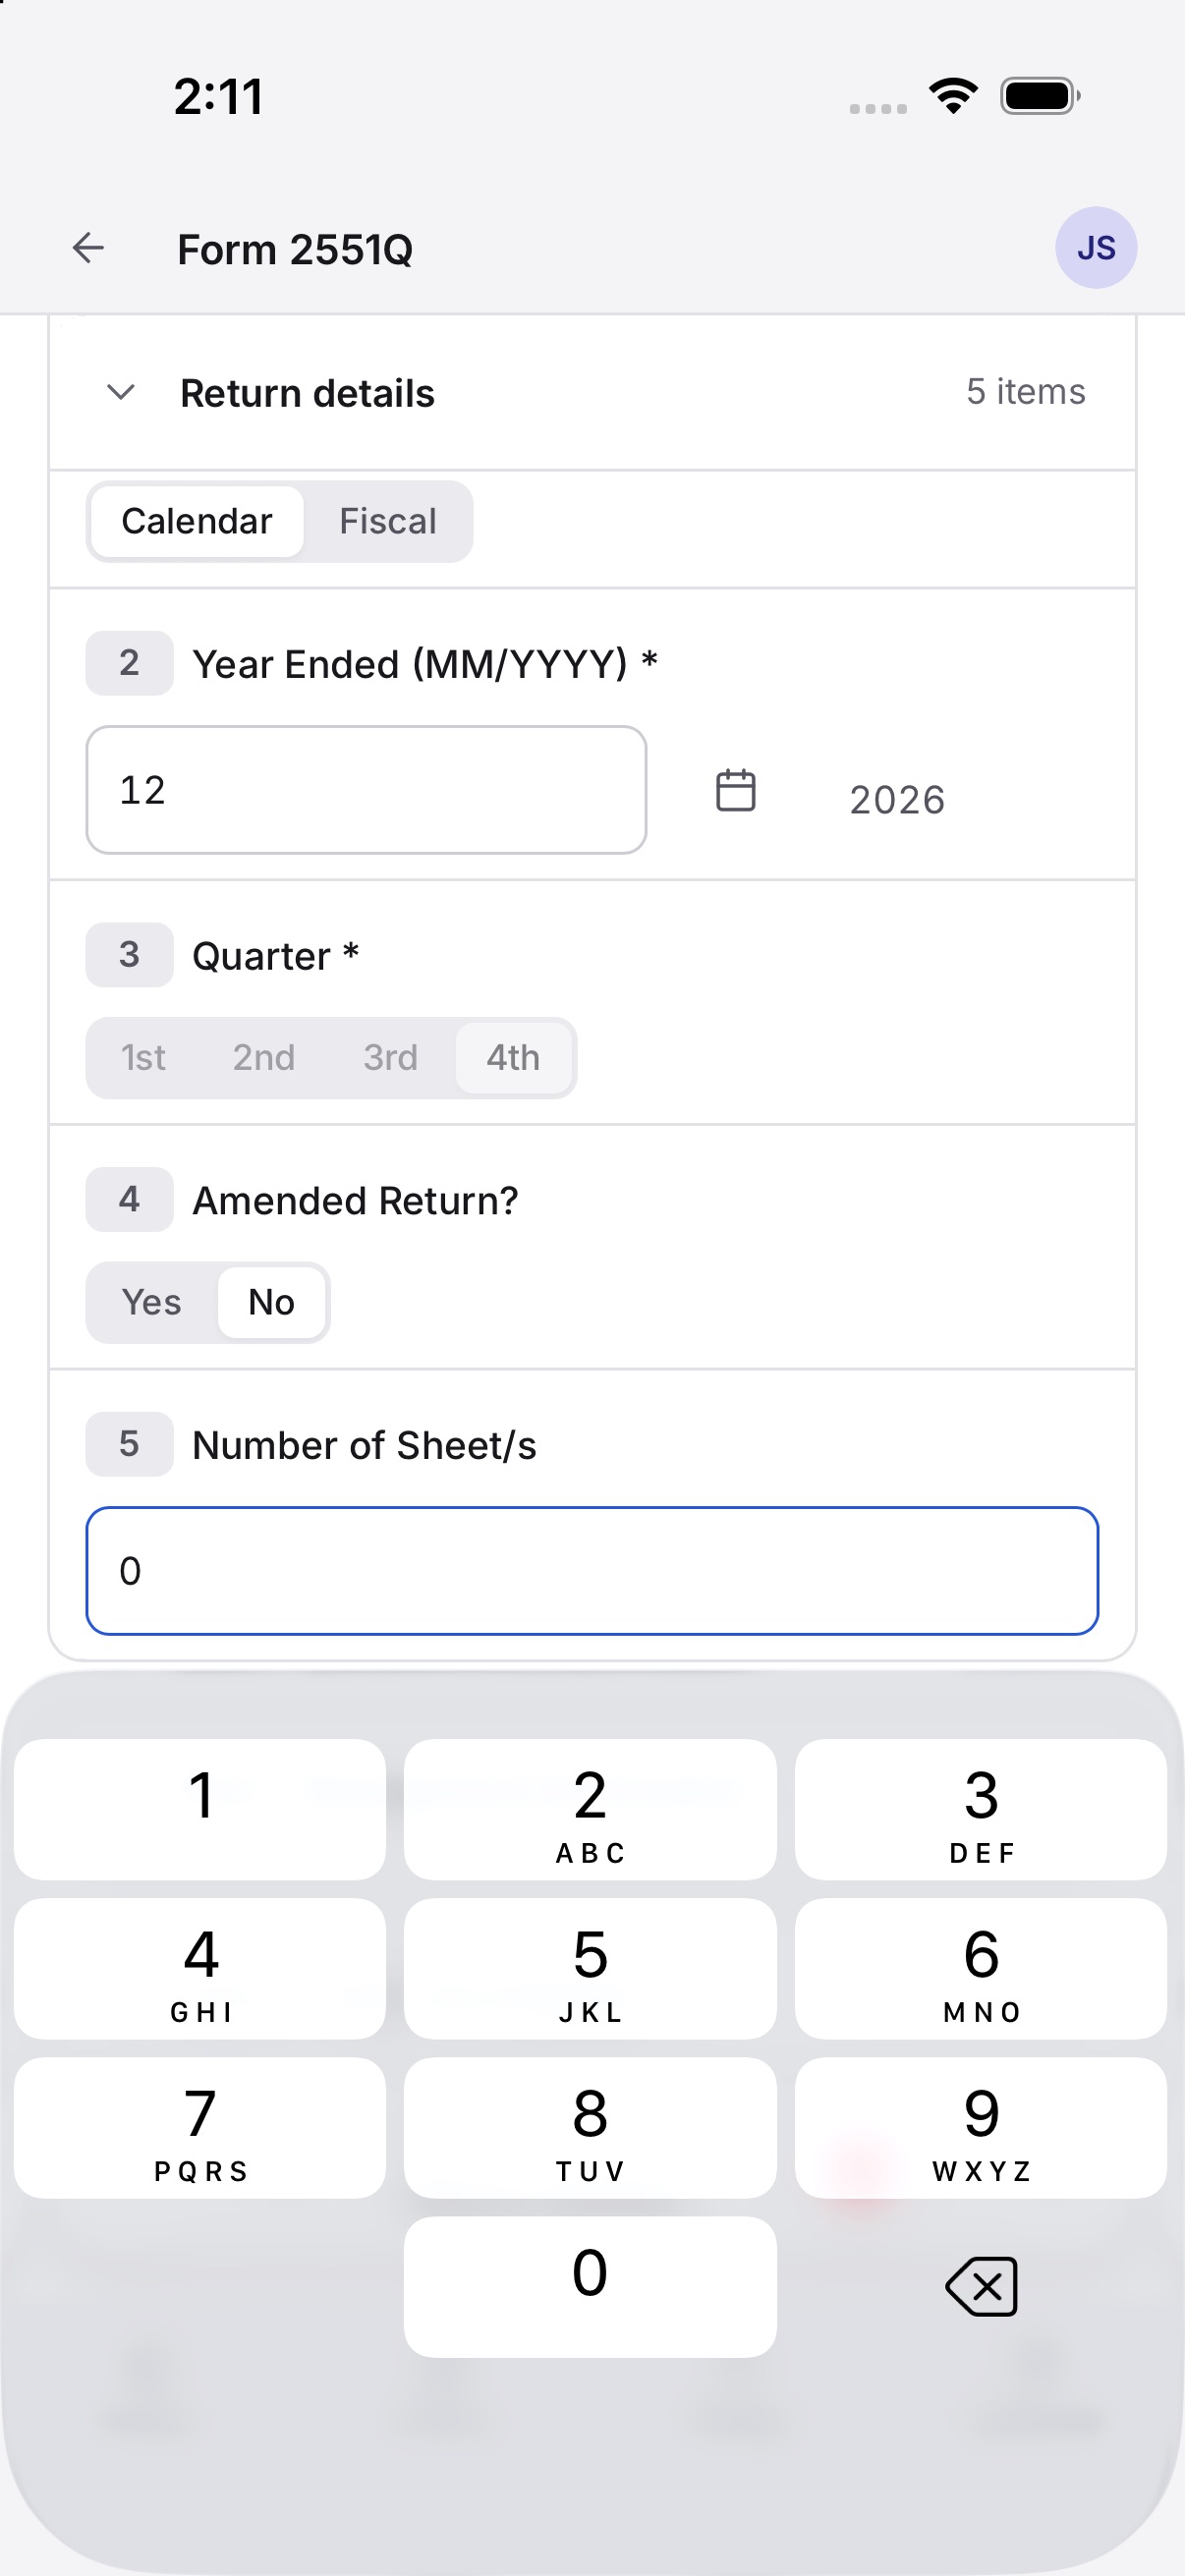 2:11
Form 2551Q
JS
Return details
5 items
Calendar
Fiscal
2 Year Ended (MM/YYYY) *
12
2026
3 Quarter *
1st 2nd 3rd 4th
4 Amended Return?
Yes No
5 Number of Sheet/s
0
1 2 3
ABC DEF
4 5 6
GHI JKL MNO
7 8 9
PQRS TUV WXYZ
0